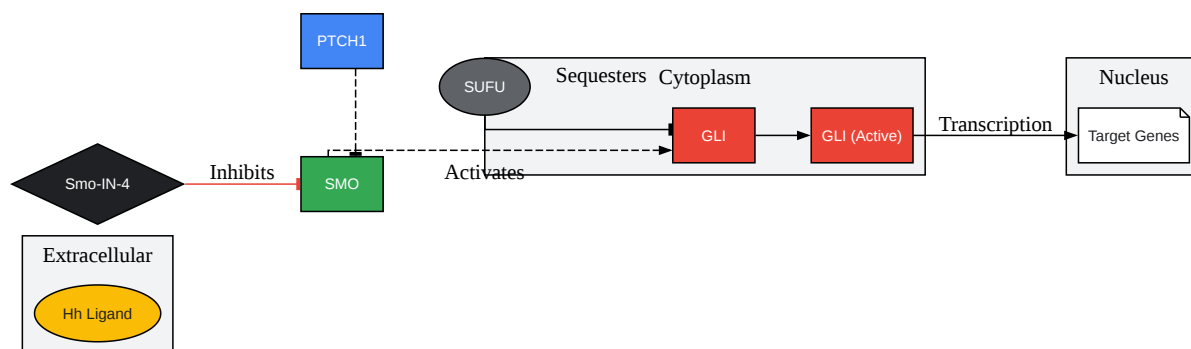 PTCH1
SUFU
Sequesters
Cytoplasm
Nucleus
GLI
GLI (Active)
Transcription
Target Genes
Smo-IN-4
Inhibits
SMO
Activates
Extracellular
Hh Ligand